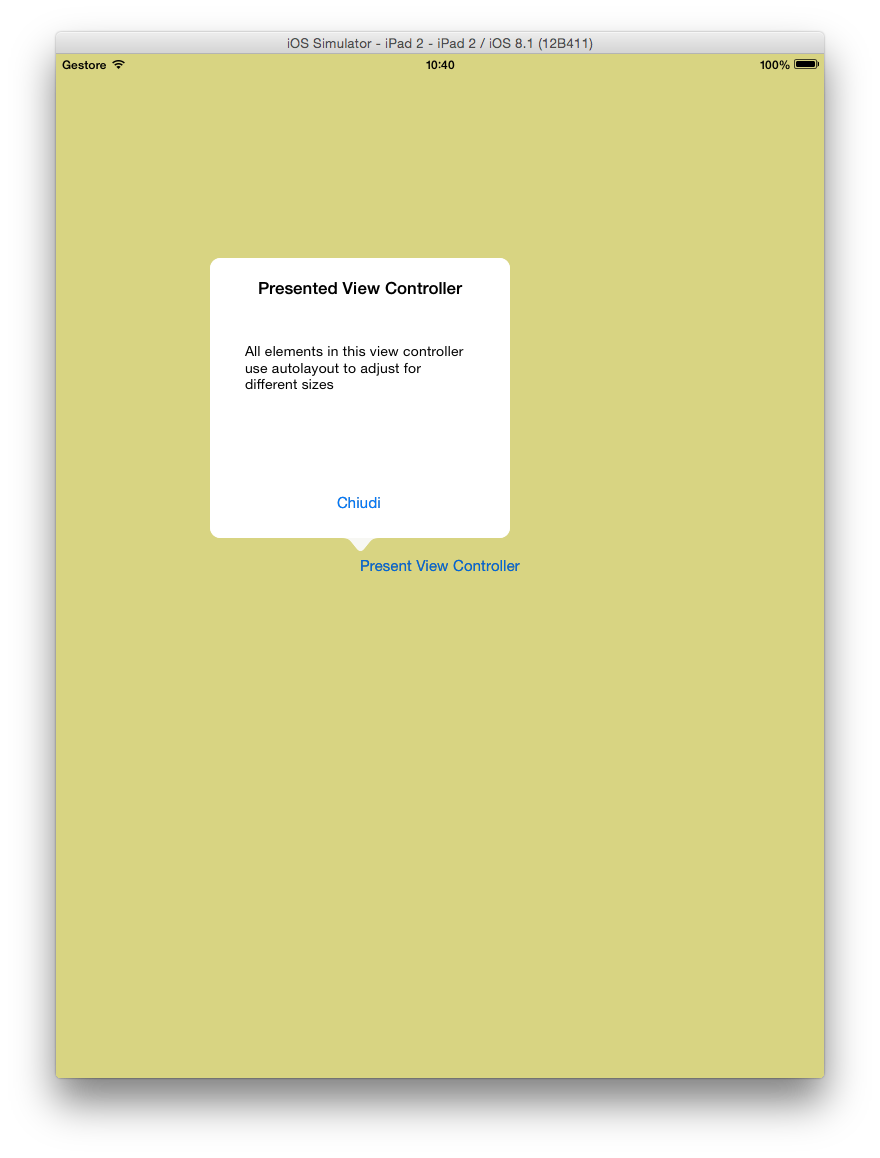 iOS Simulator - iPad 2 - iPad 2 / iOS 8.1 (12B411)
Gestore 10:40 100%
Presented View Controller
All elements in this view controller
use autolayout to adjust for
different sizes
Chiudi
Present View Controller